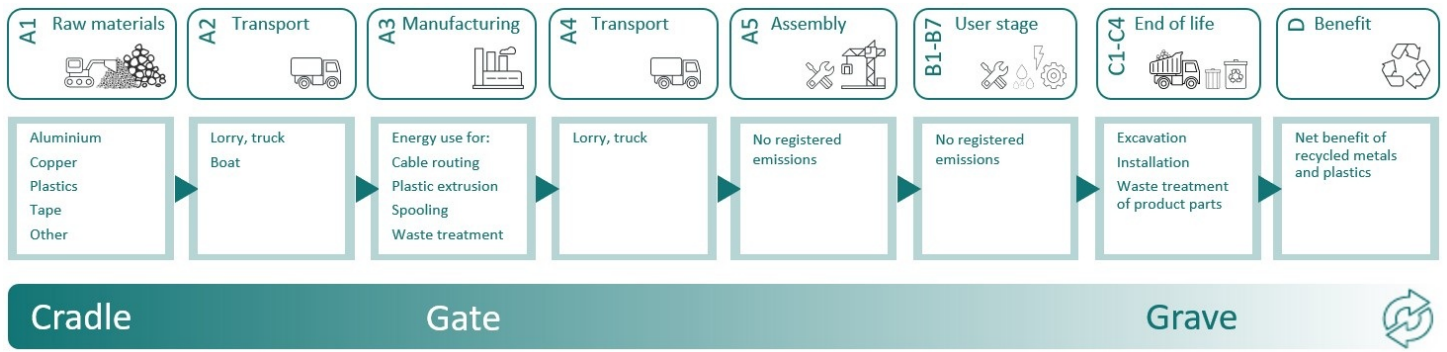 A1 Raw materials
A2 Transport
A3 Manufacturing
A4 Transport
A5 Assembly
B1-B7 User stage
C1-C4 End of life
D Benefit
Aluminium
Copper
Plastics
Tape
Other
Lorry, truck
Boat
Energy use for:
Cable routing
Plastic extrusion
Spooling
Waste treatment
Lorry, truck
No registered
emissions
No registered
emissions
Excavation
Installation
Waste treatment
of product parts
Net benefit of
recycled metals
and plastics
Cradle
Gate
Grave